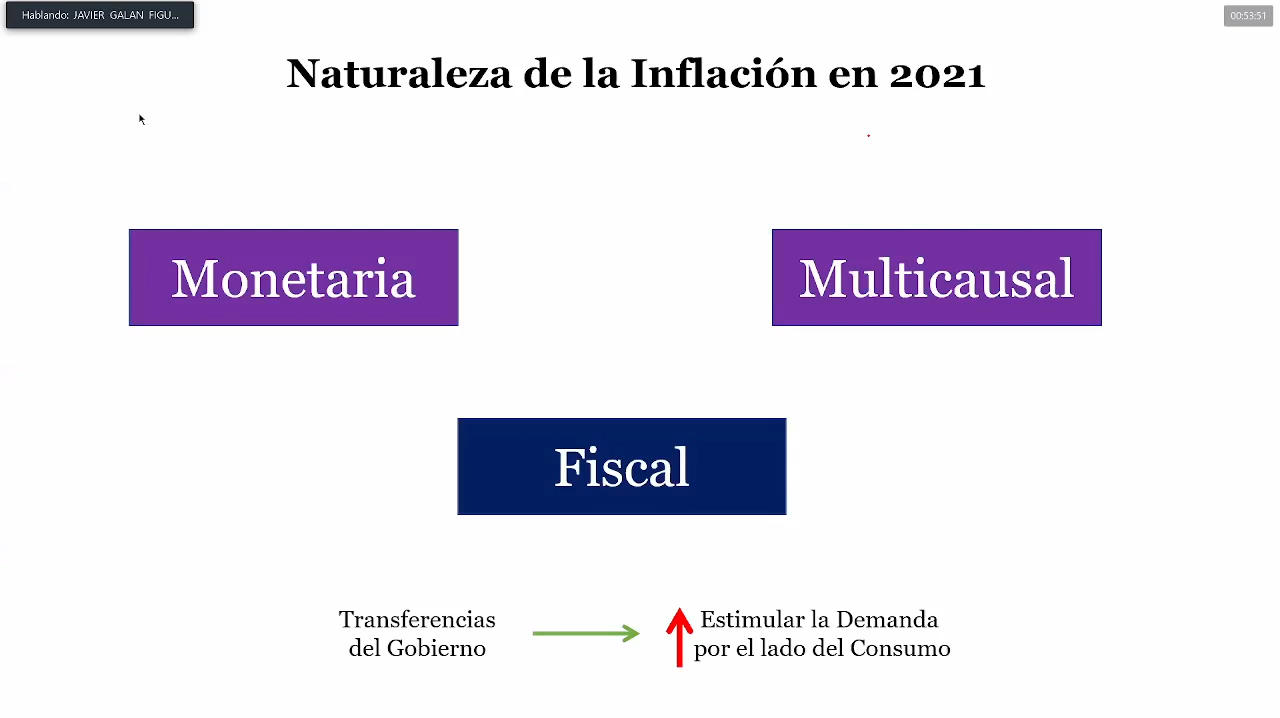 Hablando: JAVIER GALAN FIGU...
00:53:51
Naturaleza de la Inflación en 2021
Monetaria
Multicausal
Fiscal
Transferencias
del Gobierno
Estimular la Demanda
por el lado del Consumo